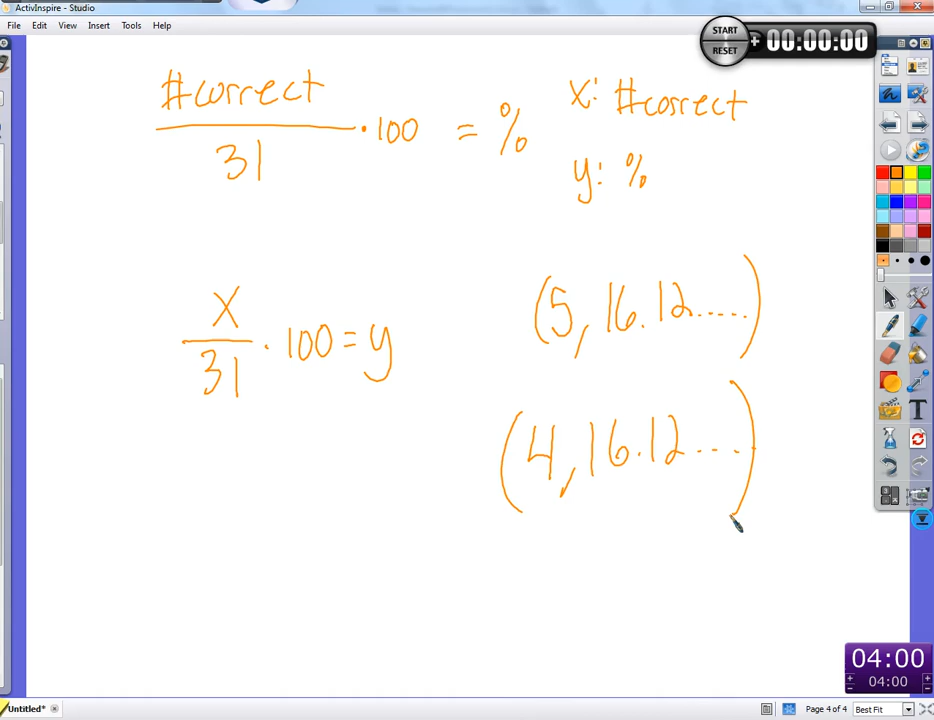 ActivInspire - Studio
File Edit View Insert Tools Help
START
RESET
00:00:00
#correct
31
·100 = %
x: #correct
y: %
x
31
· 100 = y
(5, 16.12.....)
(4, 16.12...)
04:00
04:00
Untitled*
Page 4 of 4
Best Fit